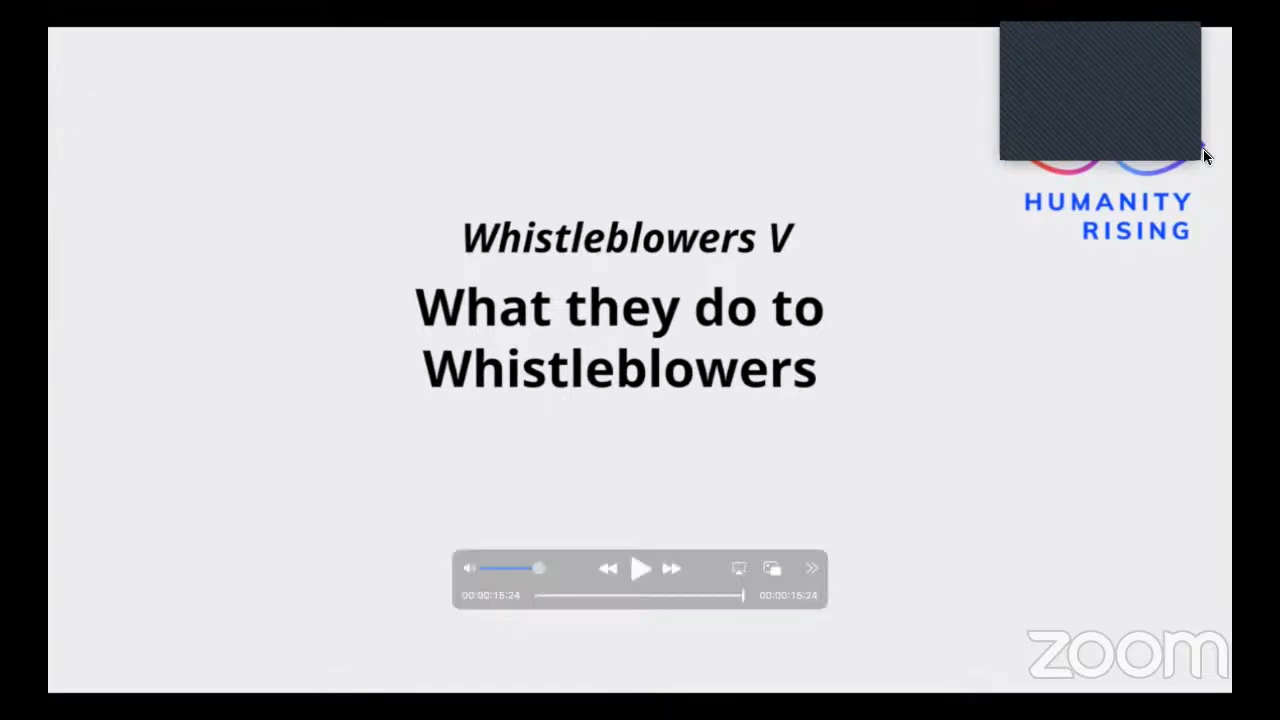 HUMANITY
RISING
Whistleblowers V
What they do to
Whistleblowers
00:00:15:24
00:00:15:24
zoom